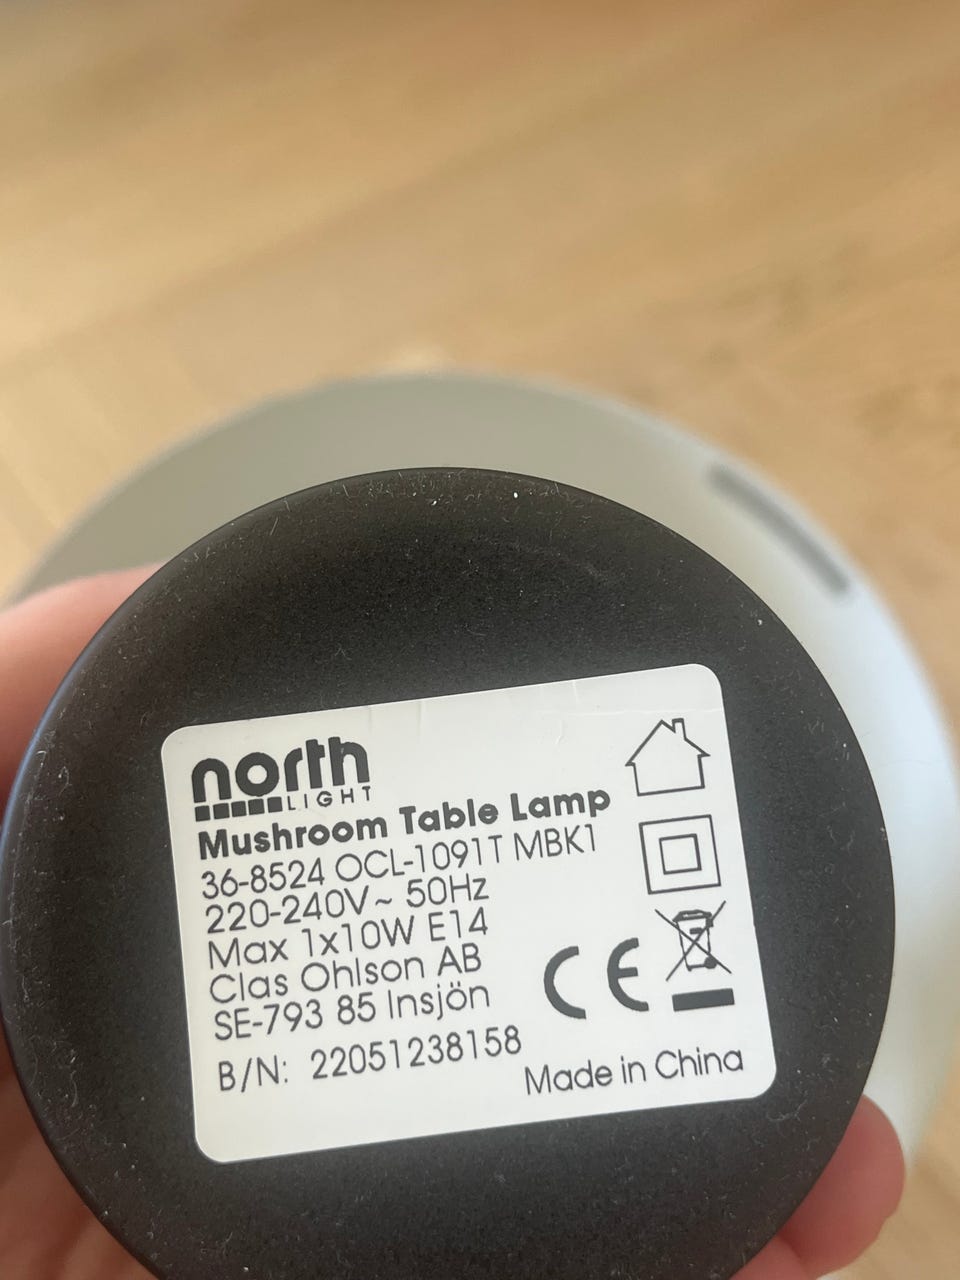 north
LIGHT
Mushroom Table Lamp
36-8524 OCL-1091T MBK1
220-240V~ 50Hz
Max 1x10W E14
Clas Ohlson AB
SE-793 85 Insjön
B/N: 22051238158
CE
Made in China